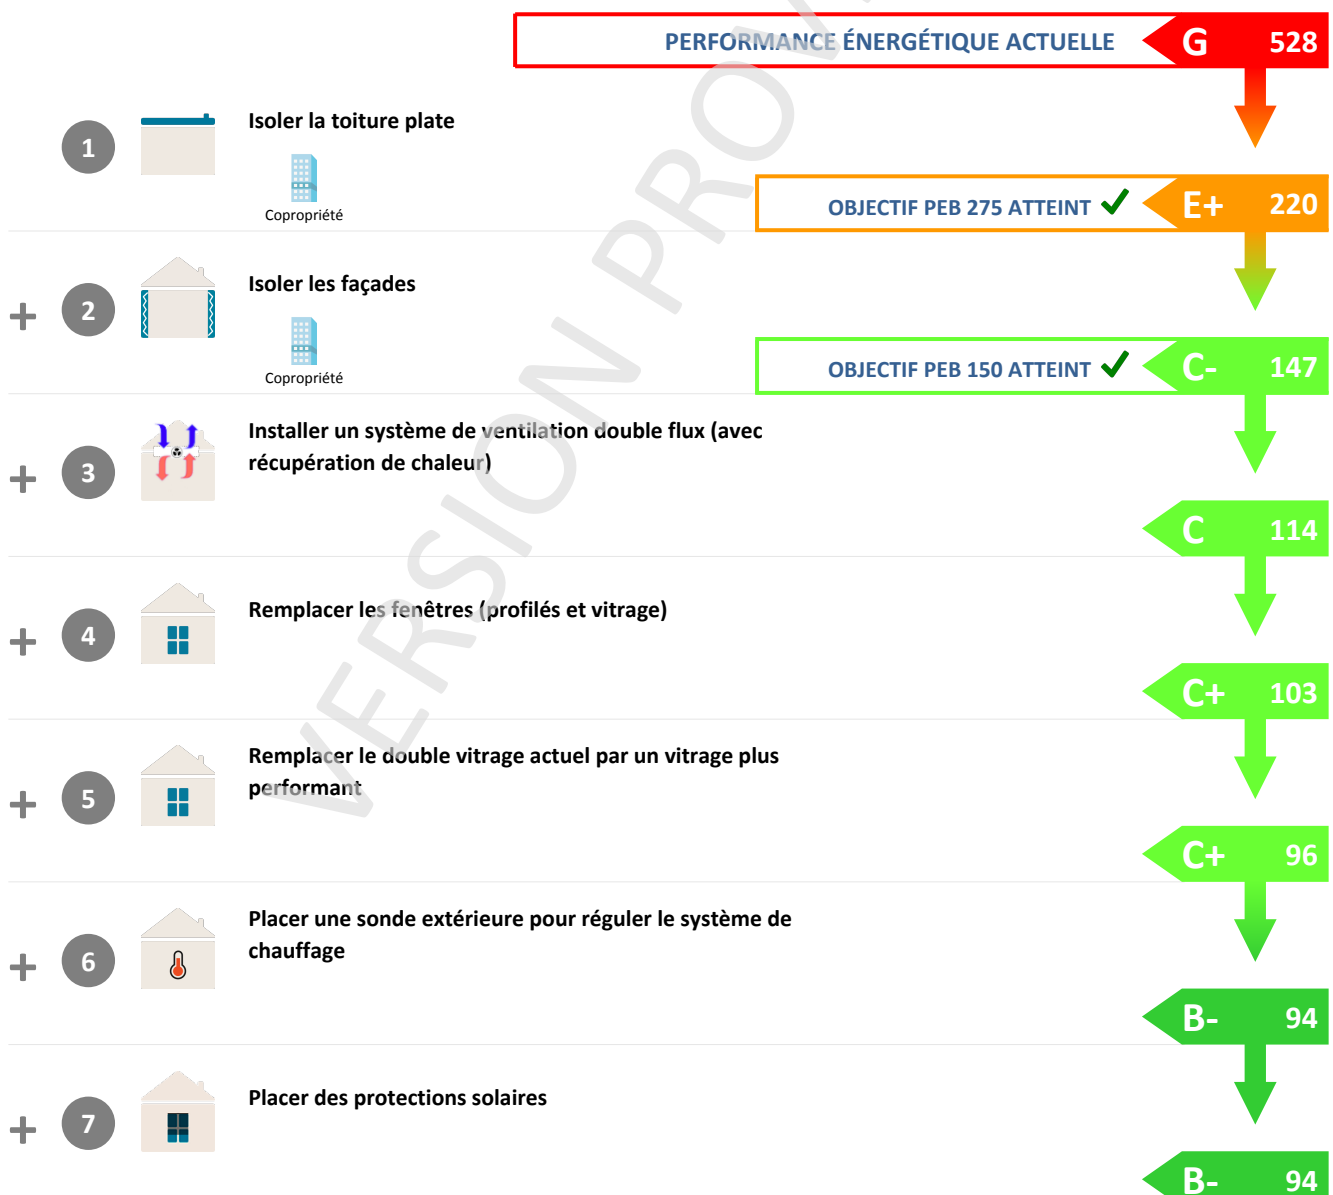 PERFORMANCE ÉNERGÉTIQUE ACTUELLE G 528
1 Isoler la toiture plate
Copropriété
OBJECTIF PEB 275 ATTEINT E+ 220
+ 2 Isoler les façades
Copropriété
OBJECTIF PEB 150 ATTEINT C- 147
+ 3 Installer un système de ventilation double flux (avec
récupération de chaleur)
C 114
+ 4 Remplacer les fenêtres (profilés et vitrage)
C+ 103
+ 5 Remplacer le double vitrage actuel par un vitrage plus
performant
C+ 96
+ 6 Placer une sonde extérieure pour réguler le système de
chauffage
B- 94
+ 7 Placer des protections solaires
B- 94
VERSION PROV